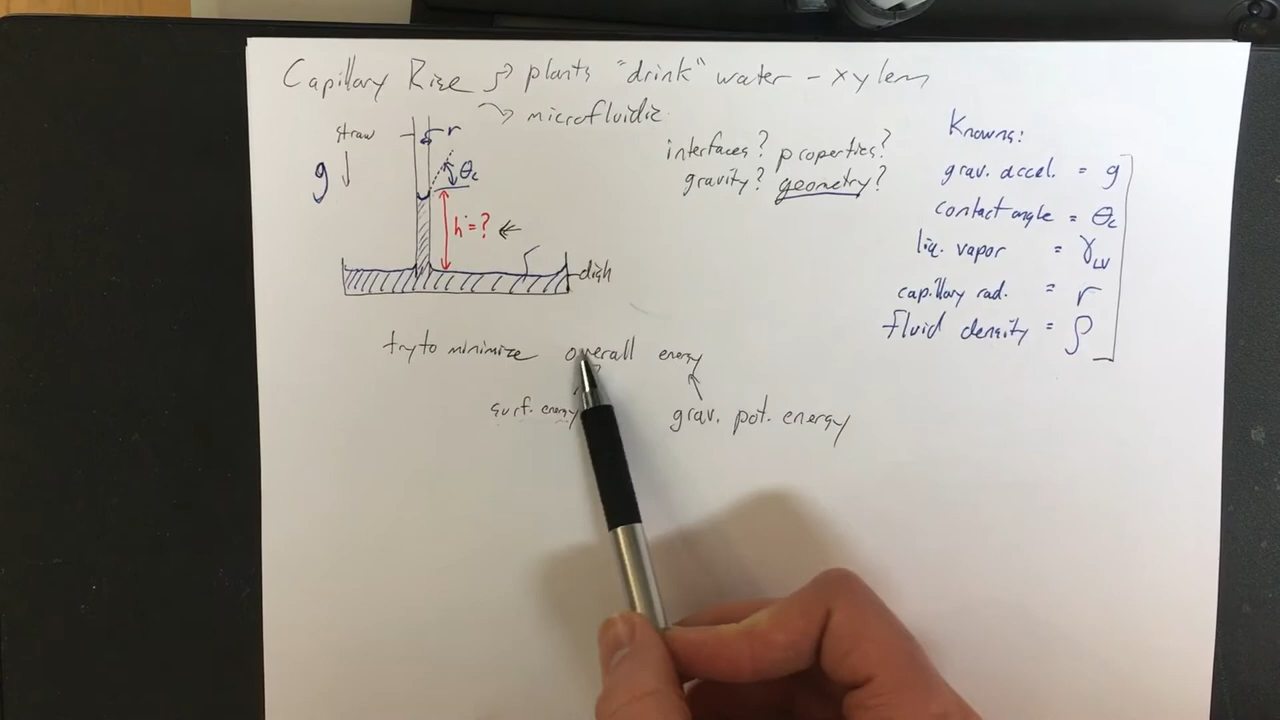 Capillary Rise → plants "drink" water - xylem
→ microfluidic
straw
r
g
θc
h = ?
dish
interfaces? properties?
gravity? geometry?
Knowns:
grav. accel. = g
contact angle = θc
liq. vapor = γLV
capillary rad. = r
fluid density = ρ
try to minimize overall energy
surf. energy
grav. pot. energy